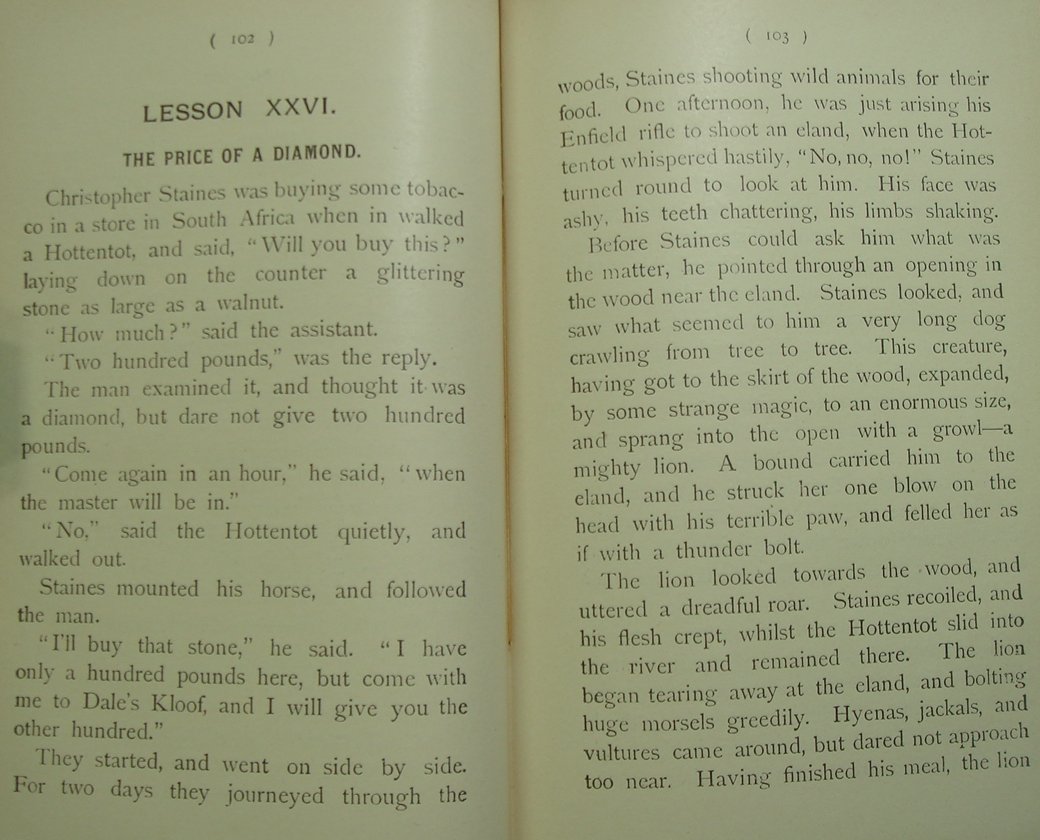 ( 102 )
LESSON XXVI.
THE PRICE OF A DIAMOND.
Christopher Staines was buying some tobac-
co in a store in South Africa when in walked
a Hottentot, and said, "Will you buy this?"
laying down on the counter a glittering
stone as large as a walnut.
"How much?" said the assistant.
"Two hundred pounds," was the reply.
The man examined it, and thought it was
a diamond, but dare not give two hundred
pounds.
"Come again in an hour," he said, "when
the master will be in."
"No," said the Hottentot quietly, and
walked out.
Staines mounted his horse, and followed
the man.
"I'll buy that stone," he said. "I have
only a hundred pounds here, but come with
me to Dale's Kloof, and I will give you the
other hundred."
They started, and went on side by side.
For two days they journeyed through the
( 103 )
woods, Staines shooting wild animals for their
food. One afternoon, he was just arising his
Enfield rifle to shoot an eland, when the Hot-
tentot whispered hastily, "No, no, no!" Staines
turned round to look at him. His face was
ashy, his teeth chattering, his limbs shaking.
Before Staines could ask him what was
the matter, he pointed through an opening in
the wood near the eland. Staines looked, and
saw what seemed to him a very long dog
crawling from tree to tree. This creature,
having got to the skirt of the wood, expanded,
by some strange magic, to an enormous size,
and sprang into the open with a growl—a
mighty lion. A bound carried him to the
eland, and he struck her one blow on the
head with his terrible paw, and felled her as
if with a thunder bolt.
The lion looked towards the wood, and
uttered a dreadful roar. Staines recoiled, and
his flesh crept, whilst the Hottentot slid into
the river and remained there. The lion
began tearing away at the eland, and bolting
huge morsels greedily. Hyenas, jackals, and
vultures came around, but dared not approach
too near. Having finished his meal, the lion